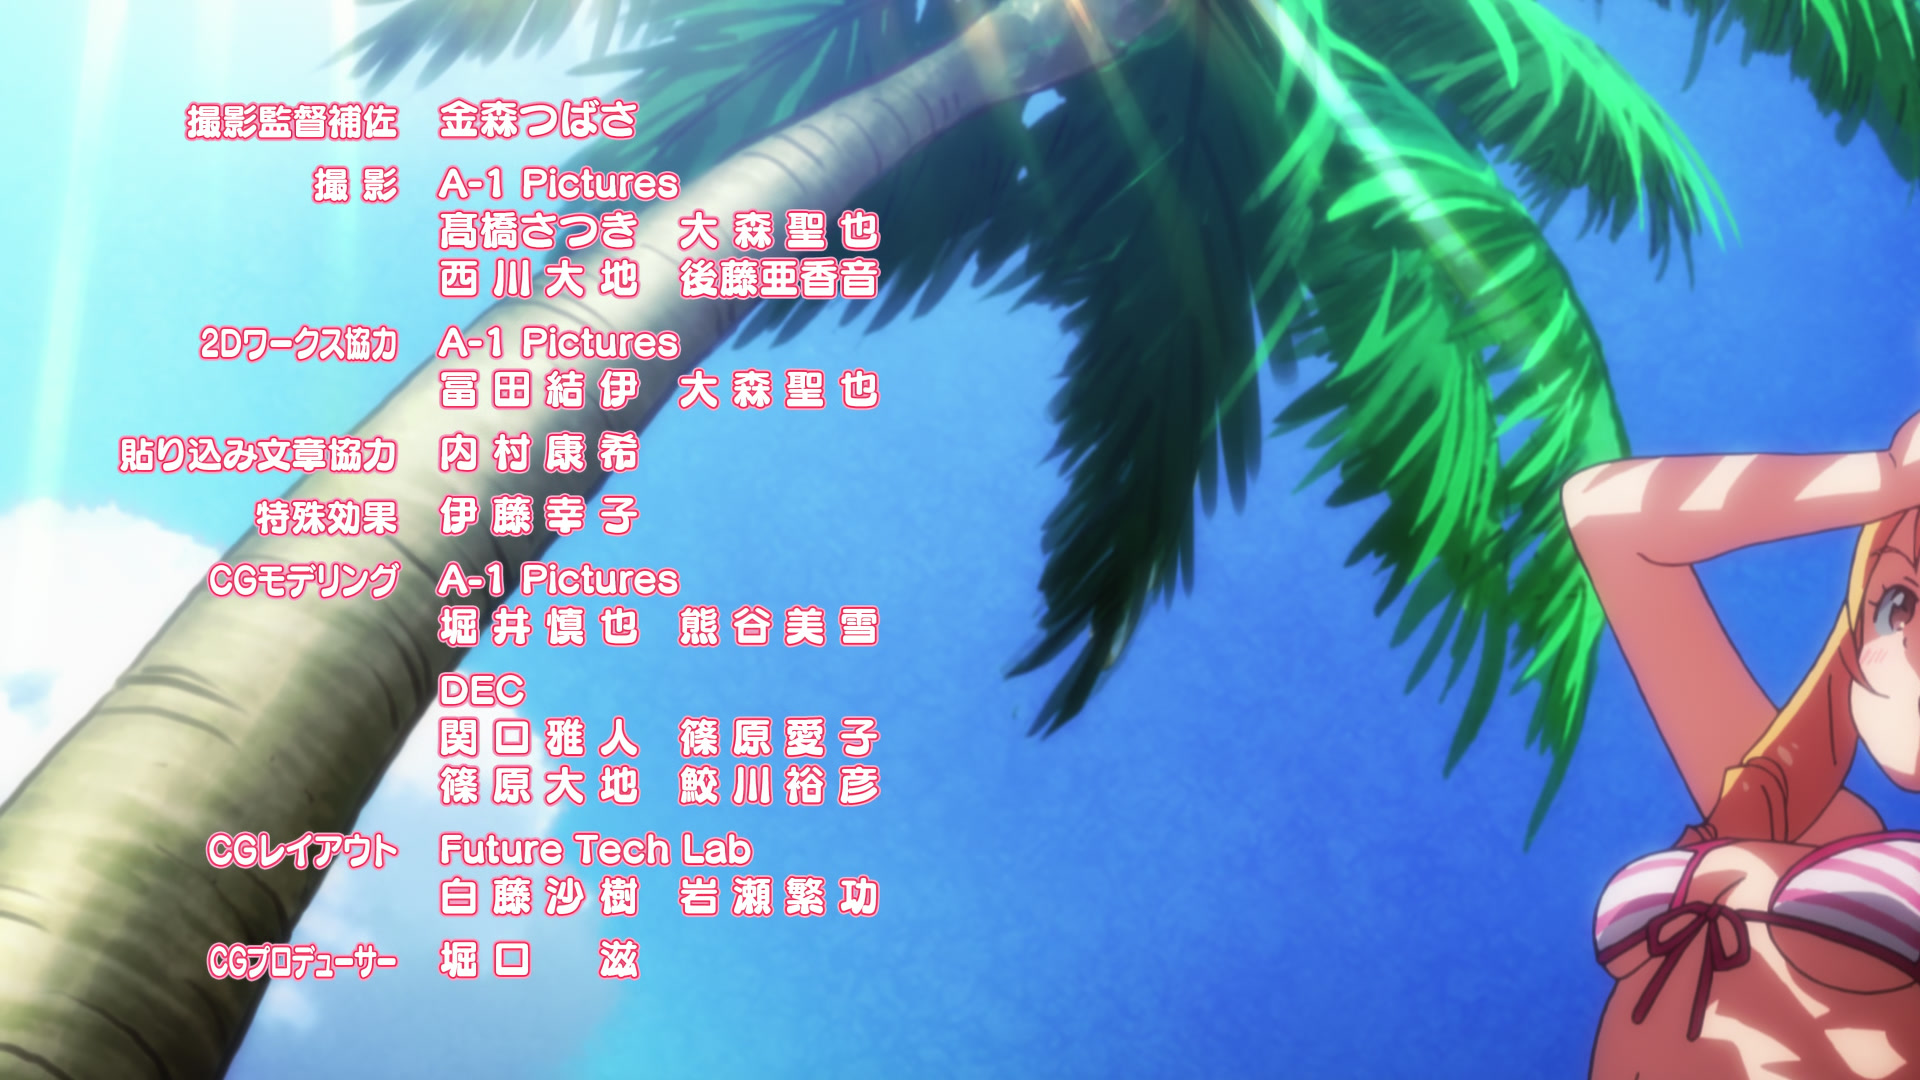 撮影監督補佐 金森つばさ
撮影 A-1 Pictures
髙橋さつき 大森聖也
西川大地 後藤亜香音
2Dワークス協力 A-1 Pictures
冨田結伊 大森聖也
貼り込み文章協力 内村康希
特殊効果 伊藤幸子
CGモデリング A-1 Pictures
堀井慎也 熊谷美雪
DEC
関口雅人 篠原愛子
篠原大地 鮫川裕彦
CGレイアウト Future Tech Lab
白藤沙樹 岩瀬繁功
CGプロデューサー 堀口 滋